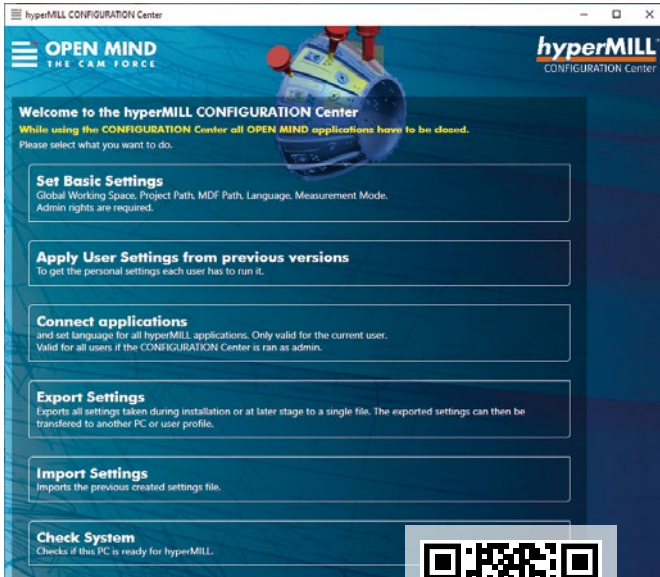 hyperMILL CONFIGURATION Center
OPEN MIND
THE CAM FORCE
hyperMILL
CONFIGURATION Center
Welcome to the hyperMILL CONFIGURATION Center
While using the CONFIGURATION Center all OPEN MIND applications have to be closed.
Please select what you want to do.
Set Basic Settings
Global Working Space, Project Path, MDF Path, Language, Measurement Mode.
Admin rights are required.
Apply User Settings from previous versions
To get the personal settings each user has to run it.
Connect applications
and set language for all hyperMILL applications. Only valid for the current user.
Valid for all users if the CONFIGURATION Center is ran as admin.
Export Settings
Exports all settings taken during installation or at later stage to a single file. The exported settings can then be
transfered to another PC or user profile.
Import Settings
Imports the previous created settings file.
Check System
Checks if this PC is ready for hyperMILL.